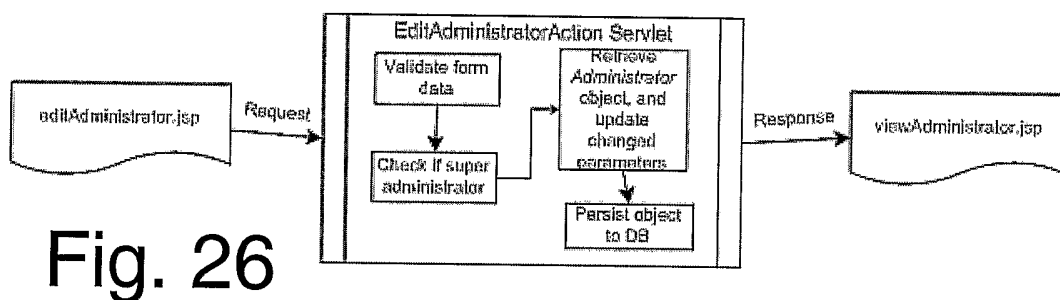 EditAdministratorAction Servlet
editAdministrator.jsp
Request
Validate form
data
Check if super
administrator
Retrieve
Administrator
object, and
update
changed
parameters
Persist object
to DB
Response
viewAdministrator.jsp
Fig. 26